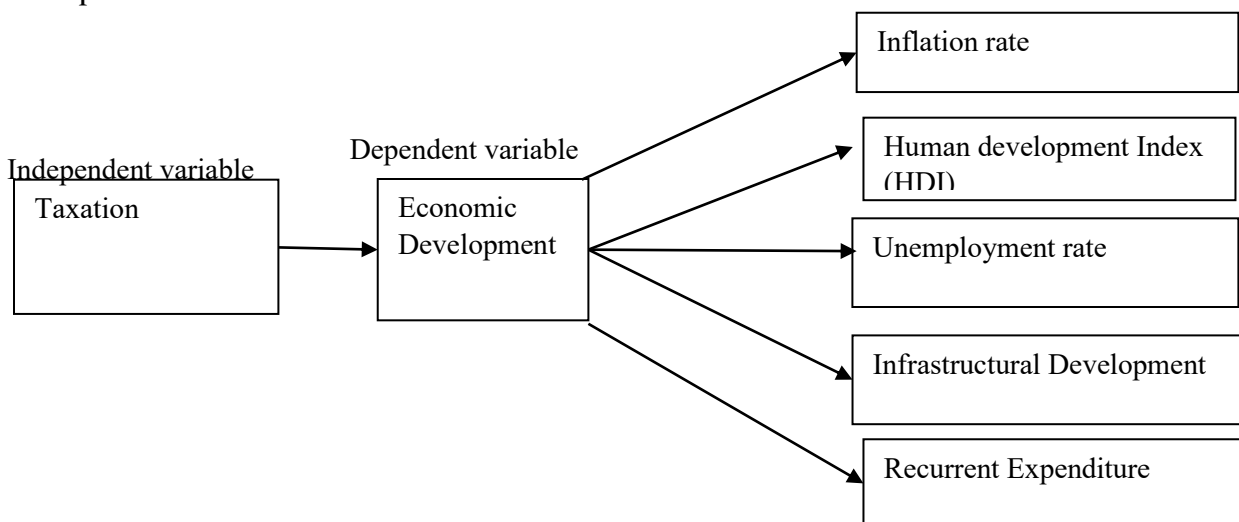 Inflation rate
Human development Index
(HDI)
Dependent variable
Independent variable
Taxation
Economic
Development
Unemployment rate
Infrastructural Development
Recurrent Expenditure